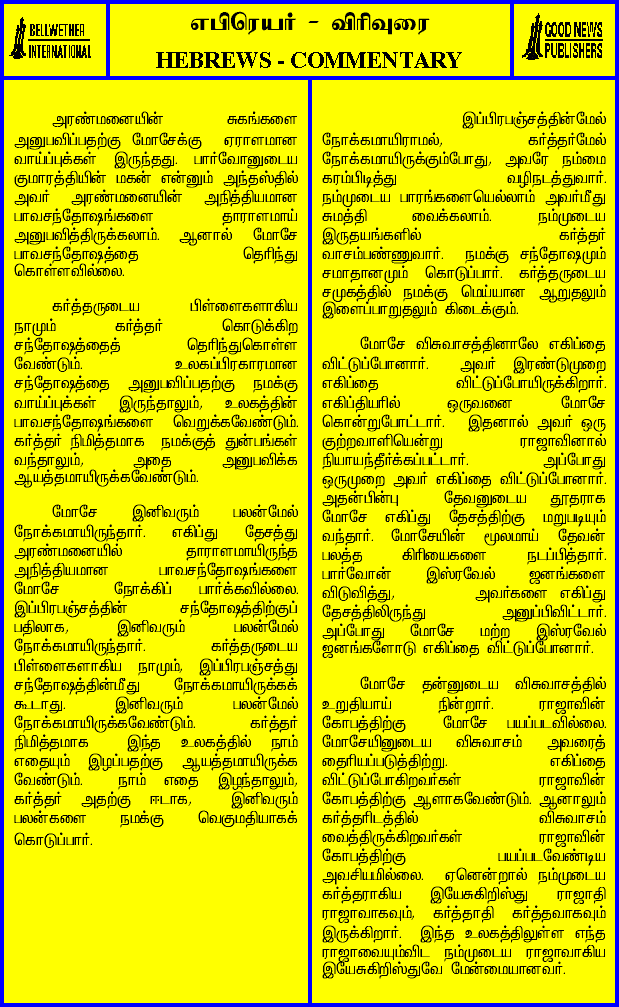 BELLWETHER
INTERNATIONAL
எபிரெயர் - விரிவுரை
HEBREWS - COMMENTARY
GOOD NEWS
PUBLISHERS
அரண்மனையின் சுகங்களை
அனுபவிப்பதற்கு மோசேக்கு ஏராளமான
வாய்ப்புக்கள் இருந்தது. பார்வோனுடைய
குமாரத்தியின் மகன் என்னும் அந்தஸ்தில்
அவர் அரண்மனையின் அநித்தியமான
பாவசந்தோஷங்களை தாராளமாய்
அனுபவித்திருக்கலாம். ஆனால் மோசே
பாவசந்தோஷத்தை தெரிந்து
கொள்ளவில்லை.
கர்த்தருடைய பிள்ளைகளாகிய
நாமும் கர்த்தர் கொடுக்கிற
சந்தோஷத்தைத் தெரிந்துகொள்ள
வேண்டும். உலகப்பிரகாரமான
சந்தோஷத்தை அனுபவிப்பதற்கு நமக்கு
வாய்ப்புக்கள் இருந்தாலும், உலகத்தின்
பாவசந்தோஷங்களை வெறுக்கவேண்டும்.
கர்த்தர் நிமித்தமாக நமக்குத் துன்பங்கள்
வந்தாலும், அதை அனுபவிக்க
ஆயத்தமாயிருக்கவேண்டும்.
மோசே இனிவரும் பலன்மேல்
நோக்கமாயிருந்தார். எகிப்து தேசத்து
அரண்மனையில் தாராளமாயிருந்த
அநித்தியமான பாவசந்தோஷங்களை
மோசே நோக்கிப் பார்க்கவில்லை.
இப்பிரபஞ்சத்தின் சந்தோஷத்திற்குப்
பதிலாக, இனிவரும் பலன்மேல்
நோக்கமாயிருந்தார். கர்த்தருடைய
பிள்ளைகளாகிய நாமும், இப்பிரபஞ்சத்து
சந்தோஷத்தின்மீது நோக்கமாயிருக்கக்
கூடாது. இனிவரும் பலன்மேல்
நோக்கமாயிருக்கவேண்டும். கர்த்தர்
நிமித்தமாக இந்த உலகத்தில் நாம்
எதையும் இழப்பதற்கு ஆயத்தமாயிருக்க
வேண்டும். நாம் எதை இழந்தாலும்,
கர்த்தர் அதற்கு ஈடாக, இனிவரும்
பலன்களை நமக்கு வெகுமதியாகக்
கொடுப்பார்.
இப்பிரபஞ்சத்தின்மேல்
நோக்கமாயிராமல், கர்த்தர்மேல்
நோக்கமாயிருக்கும்போது, அவரே நம்மை
கரம்பிடித்து வழிநடத்துவார்.
நம்முடைய பாரங்களையெல்லாம் அவர்மீது
சுமத்தி வைக்கலாம். நம்முடைய
இருதயங்களில் கர்த்தர்
வாசம்பண்ணுவார். நமக்கு சந்தோஷமும்
சமாதானமும் கொடுப்பார். கர்த்தருடைய
சமுகத்தில் நமக்கு மெய்யான ஆறுதலும்
இளைப்பாறுதலும் கிடைக்கும்.
மோசே விசுவாசத்தினாலே எகிப்தை
விட்டுப்போனார். அவர் இரண்டுமுறை
எகிப்தை விட்டுப்போயிருக்கிறார்.
எகிப்தியரில் ஒருவனை மோசே
கொன்றுபோட்டார். இதனால் அவர் ஒரு
குற்றவாளியென்று ராஜாவினால்
நியாயந்தீர்க்கப்பட்டார். அப்போது
ஒருமுறை அவர் எகிப்தை விட்டுப்போனார்.
அதன்பின்பு தேவனுடைய தூதராக
மோசே எகிப்து தேசத்திற்கு மறுபடியும்
வந்தார். மோசேயின் மூலமாய் தேவன்
பலத்த கிரியைகளை நடப்பித்தார்.
பார்வோன் இஸ்ரவேல் ஜனங்களை
விடுவித்து, அவர்களை எகிப்து
தேசத்திலிருந்து அனுப்பிவிட்டார்.
அப்போது மோசே மற்ற இஸ்ரவேல்
ஜனங்களோடு எகிப்தை விட்டுப்போனார்.
மோசே தன்னுடைய விசுவாசத்தில்
உறுதியாய் நின்றார். ராஜாவின்
கோபத்திற்கு மோசே பயப்படவில்லை.
மோசேயினுடைய விசுவாசம் அவரைத்
தைரியப்படுத்திற்று. எகிப்தை
விட்டுப்போகிறவர்கள் ராஜாவின்
கோபத்திற்கு ஆளாகவேண்டும். ஆனாலும்
கர்த்தரிடத்தில் விசுவாசம்
வைத்திருக்கிறவர்கள் ராஜாவின்
கோபத்திற்கு பயப்படவேண்டிய
அவசியமில்லை. ஏனென்றால் நம்முடைய
கர்த்தராகிய இயேசுகிறிஸ்து ராஜாதி
ராஜாவாகவும், கர்த்தாதி கர்த்தவாகவும்
இருக்கிறார். இந்த உலகத்திலுள்ள எந்த
ராஜாவையும்விட நம்முடைய ராஜாவாகிய
இயேசுகிறிஸ்துவே மேன்மையானவர்.